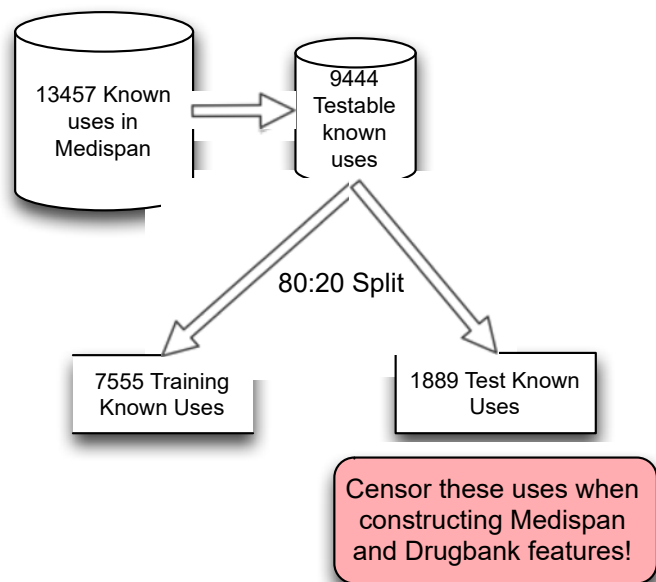 13457 Known
uses in
Medispan
9444
Testable
known
uses
80:20 Split
7555 Training
Known Uses
1889 Test Known
Uses
Censor these uses when
constructing Medispan
and Drugbank features!